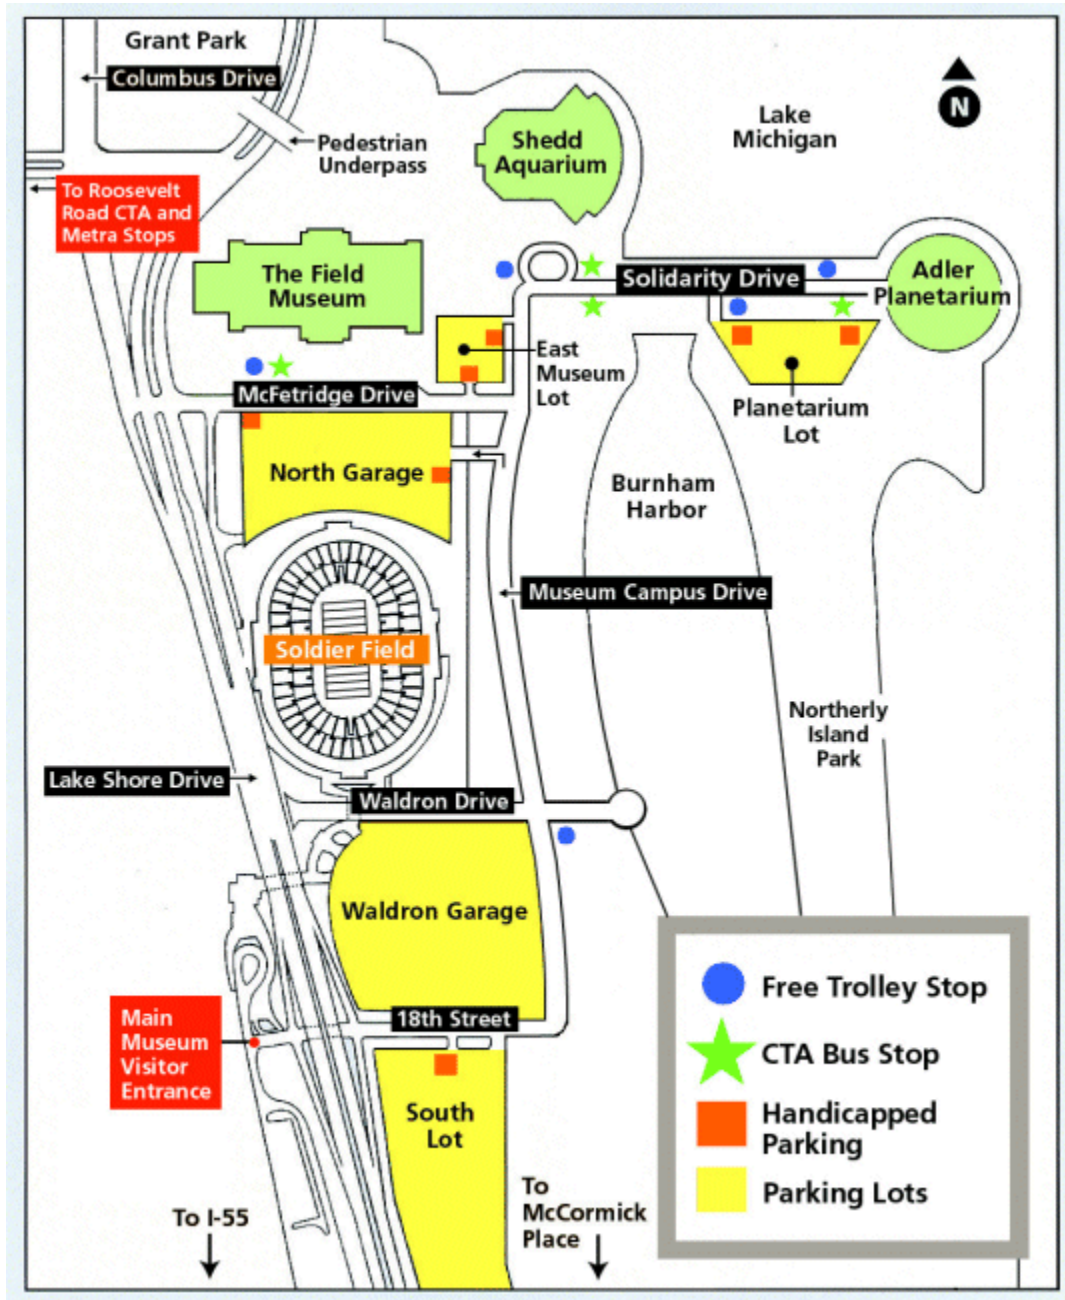 Grant Park
Columbus Drive
Pedestrian
Underpass
Shedd
Aquarium
Lake
Michigan
N
To Roosevelt
Road CTA and
Metra Stops
The Field
Museum
Solidarity Drive
Adler
Planetarium
East
Museum
Lot
McFetridge Drive
Planetarium
Lot
North Garage
Burnham
Harbor
Museum Campus Drive
Soldier Field
Northerly
Island
Park
Lake Shore Drive
Waldron Drive
Waldron Garage
18th Street
Main
Museum
Visitor
Entrance
South
Lot
To I-55
To
McCormick
Place
Free Trolley Stop
CTA Bus Stop
Handicapped
Parking
Parking Lots